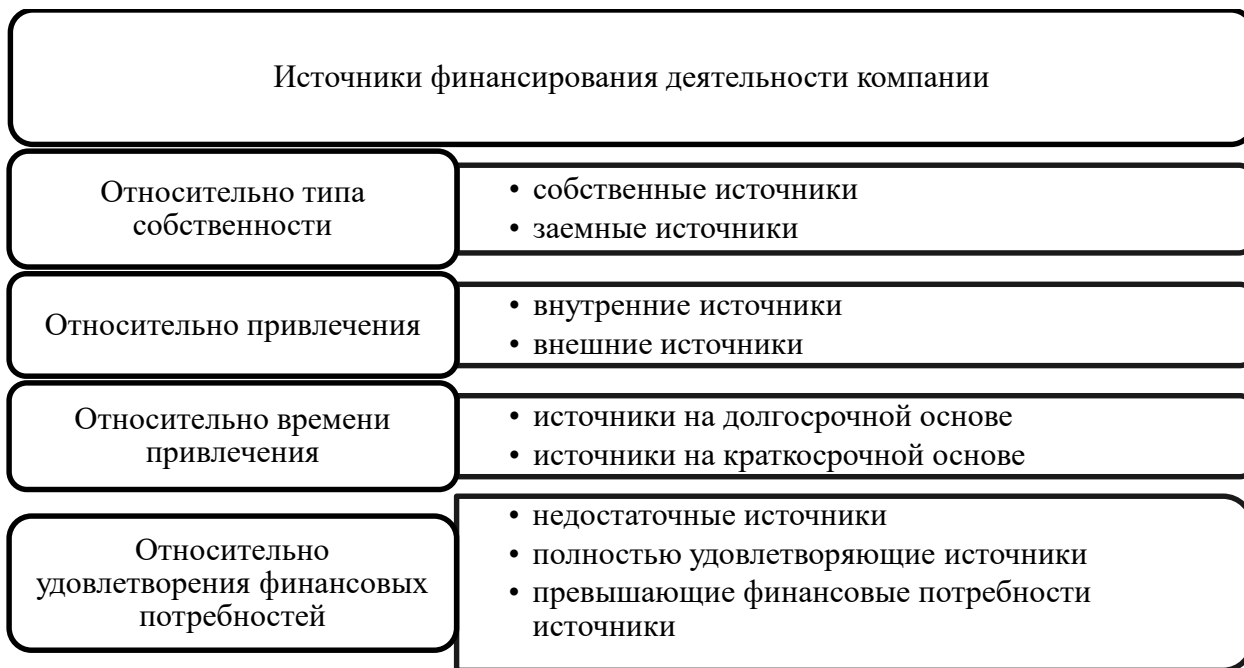 Источники финансирования деятельности компании
Относительно типа
собственности
• собственные источники
• заемные источники
Относительно привлечения
• внутренние источники
• внешние источники
Относительно времени
привлечения
• источники на долгосрочной основе
• источники на краткосрочной основе
Относительно
удовлетворения финансовых
потребностей
• недостаточные источники
• полностью удовлетворяющие источники
• превышающие финансовые потребности
источники